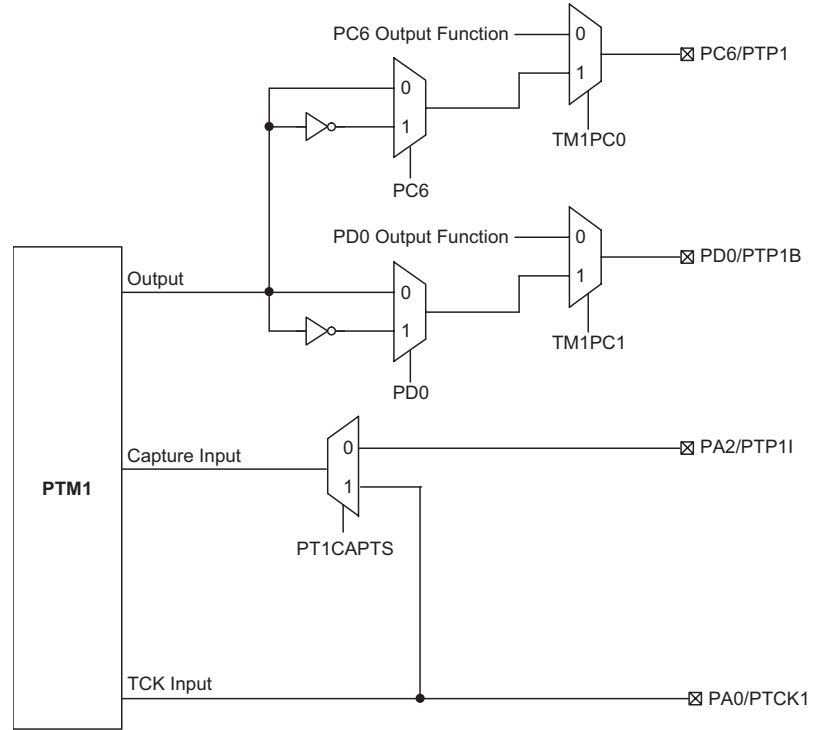 PC6 Output Function
0
1
TM1PC0
PC6/PTP1
0
1
PC6
PD0 Output Function
0
1
TM1PC1
PD0/PTP1B
Output
0
1
PD0
PTM1
Capture Input
0
1
PT1CAPTS
PA2/PTP1I
TCK Input
PA0/PTCK1